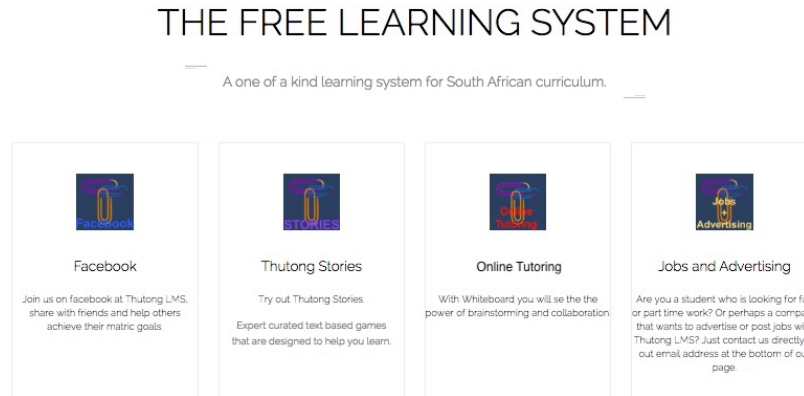 THE FREE LEARNING SYSTEM
A one of a kind learning system for South African curriculum.
Facebook
Facebook
Join us on facebook at Thutong LMS,
share with friends and help others
achieve their matric goals.
STORIES
Thutong Stories
Try out Thutong Stories.
Expert curated text based games
that are designed to help you learn.
Online
Tutoring
Online Tutoring
With Whiteboard you will se the the
power of brainstorming and collaboration.
Jobs
+
Advertising
Jobs and Advertising
Are you a student who is looking for
or part time work? Or perhaps a
that wants to advertise or post jobs
Thutong LMS? Just contact us directly
out email address at the bottom of
page.